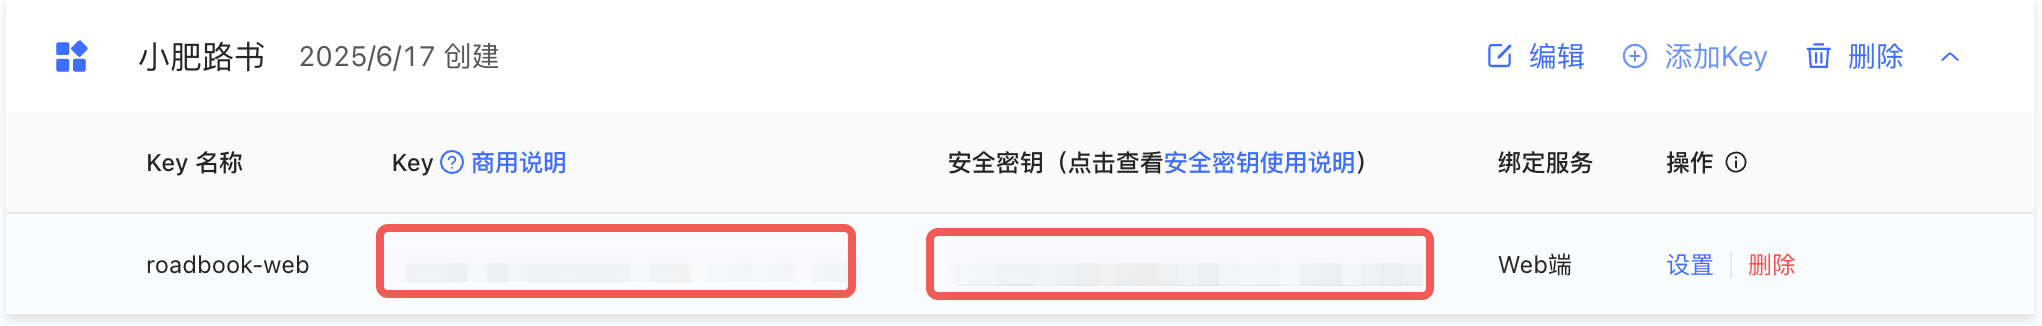 小肥路书 2025/6/17 创建 编辑 添加Key 删除
Key 名称 Key 商用说明 安全密钥（点击查看安全密钥使用说明） 绑定服务 操作
roadbook-web Web端 设置 删除